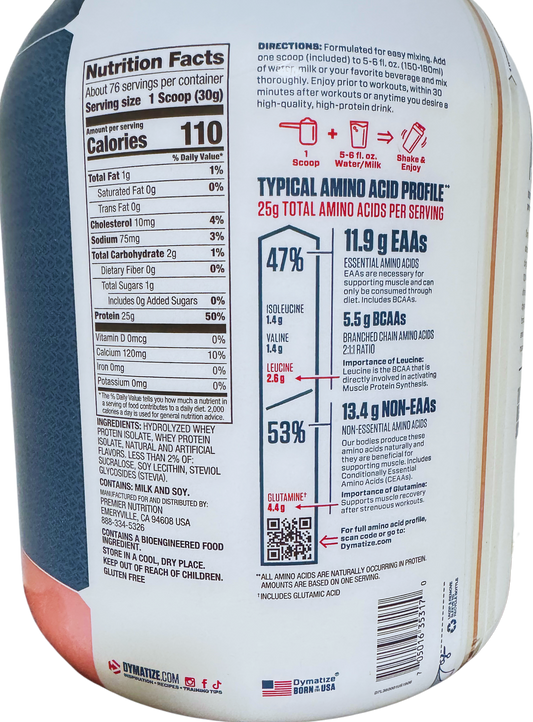 Nutrition Facts
About 76 servings per container
Serving size 1 Scoop (30g)
Amount per serving
Calories 110
% Daily Value*
Total Fat 1g 1%
Saturated Fat 0g 0%
Trans Fat 0g
Cholesterol 10mg 4%
Sodium 75mg 3%
Total Carbohydrate 2g 1%
Dietary Fiber 0g 0%
Total Sugars 1g
Includes 0g Added Sugars 0%
Protein 25g 50%
Vitamin D 0mcg 0%
Calcium 120mcg 10%
Iron 0mg 0%
Potassium 0mg 0%
*The % Daily Value tells you how much a nutrient in
a serving of food contributes to a daily diet. 2,000
calories a day is used for general nutrition advice.
INGREDIENTS: HYDROLYZED WHEY
PROTEIN ISOLATE, WHEY PROTEIN
ISOLATE, NATURAL AND ARTIFICIAL
FLAVORS, LESS THAN 2% OF:
SUCRALOSE, SOY LECITHIN, STEVIOL
GLYCOSIDES (STEVIA).
CONTAINS: MILK AND SOY.
MANUFACTURED FOR AND DISTRIBUTED BY:
PREMIER NUTRITION
EMERYVILLE, CA 94608 USA
888-334-5326
CONTAINS A BIOENGINEERED FOOD
INGREDIENT.
STORE IN A COOL, DRY PLACE.
KEEP OUT OF REACH OF CHILDREN.
GLUTEN FREE
DYMATIZE.COM
INSPIRATION • RECIPES • TRAINING TIPS
DIRECTIONS: Formulated for easy mixing. Add
one scoop (included) to 5-6 fl. oz. (150-180ml)
of water, milk or your favorite beverage and mix
thoroughly. Enjoy prior to workouts, within 30
minutes after workouts or anytime you desire a
high-quality, high-protein drink.
1 Scoop
+
5-6 fl. oz. Water/Milk
Shake & Enjoy
TYPICAL AMINO ACID PROFILE**
25g TOTAL AMINO ACIDS PER SERVING
47%
ISOLEUCINE
1.4 g
VALINE
1.4 g
LEUCINE
2.6 g
11.9 g EAAs
ESSENTIAL AMINO ACIDS
EAAs are necessary for
supporting muscle and can
only be consumed through
diet. Includes BCAAs.
5.5 g BCAAs
BRANCHED CHAIN AMINO ACIDS
2:1:1 RATIO
Importance of Leucine:
Leucine is the BCAA that is
directly involved in activating
Muscle Protein Synthesis.
53%
GLUTAMINE†
4.4 g
13.4 g NON-EAAs
NON-ESSENTIAL AMINO ACIDS
Our bodies produce these
amino acids naturally and
they are beneficial for
supporting muscle. Includes
Conditionally Essential
Amino Acids (CEAAs).
Importance of Glutamine:
Supports muscle recovery
after strenuous workouts.
For full amino acid profile,
scan code or go to:
Dymatize.com
**ALL AMINO ACIDS ARE NATURALLY OCCURRING IN PROTEIN.
AMOUNTS ARE BASED ON ONE SERVING.
†INCLUDES GLUTAMIC ACID
Dymatize®
BORN IN THE USA
7 05016 35317 0